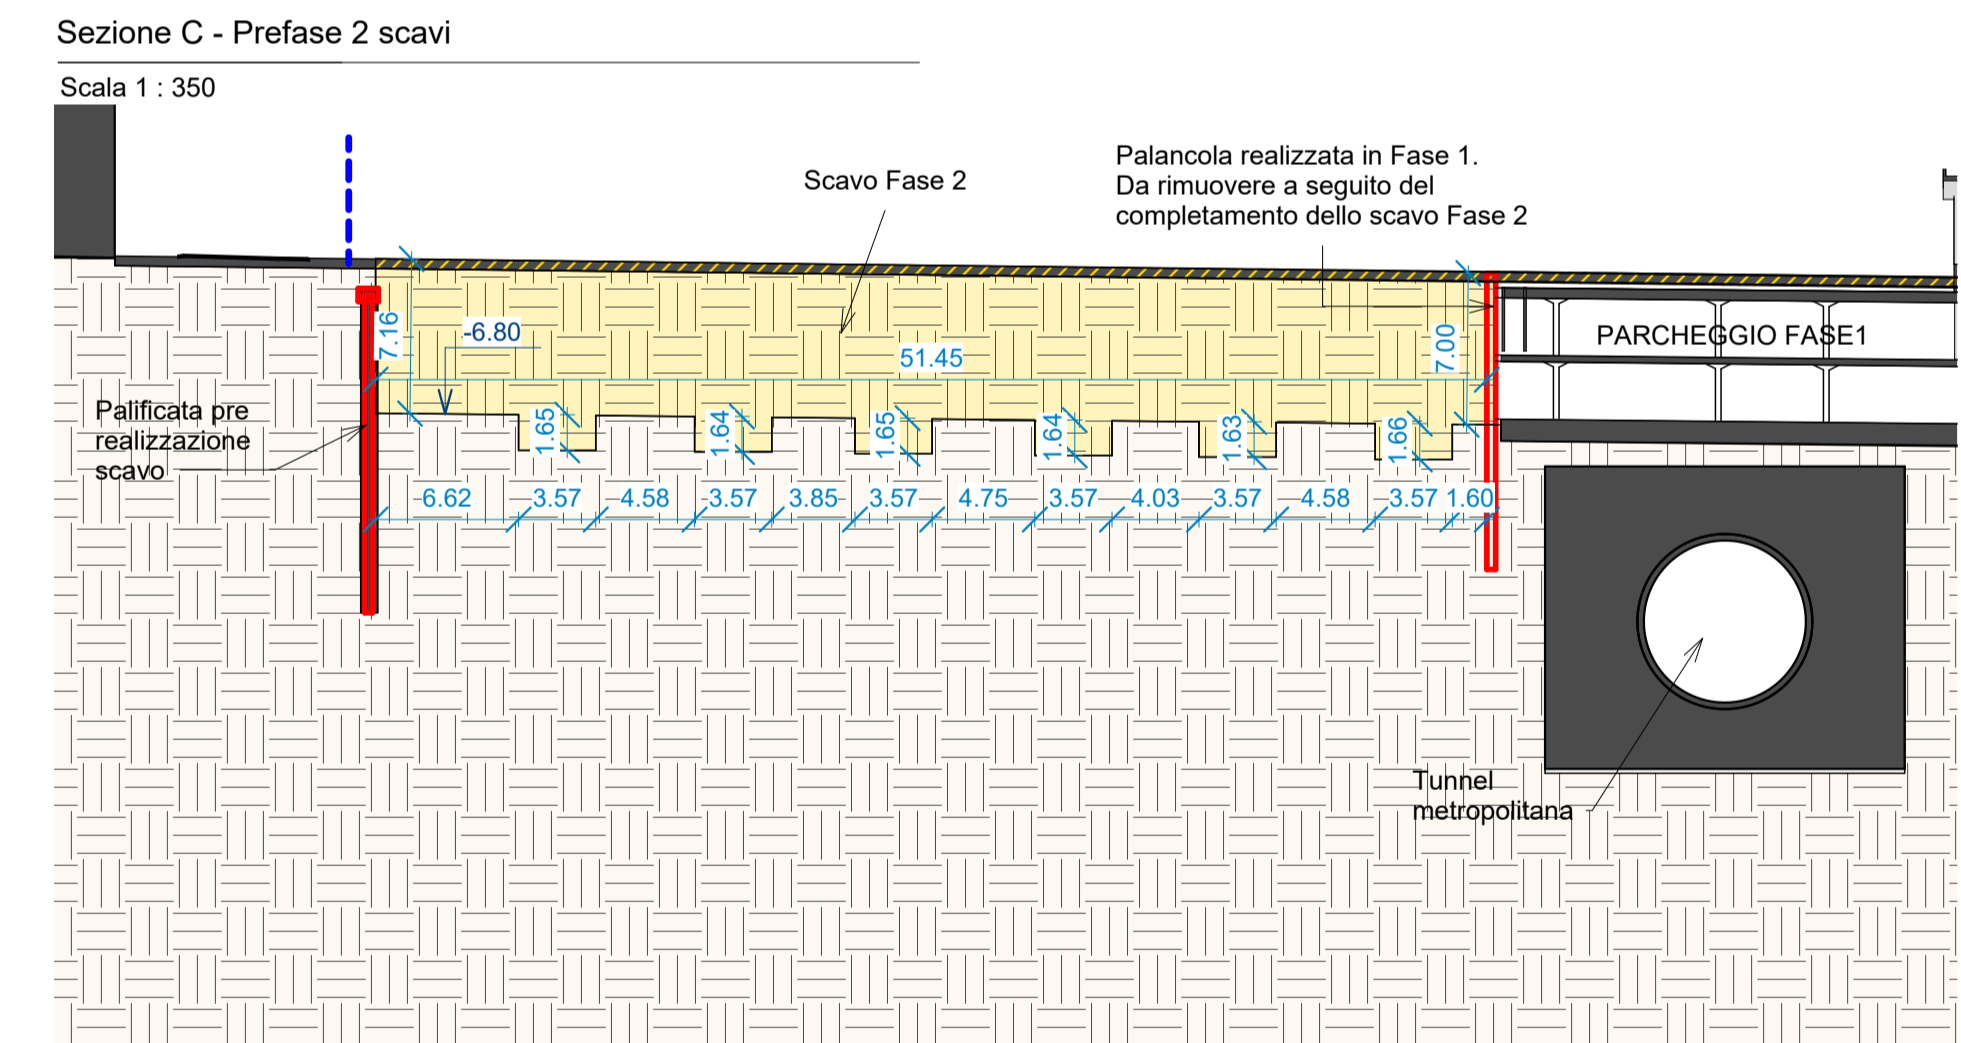 Sezione C - Prefase 2 scavi
Scala 1 : 350
Palancola realizzata in Fase 1.
Da rimuovere a seguito del
completamento dello scavo Fase 2
Scavo Fase 2
7.16
-6.80
51.45
7.00
PARCHEGGIO FASE1
Palificata pre
realizzazione
scavo
1.65
1.64
1.65
1.64
1.63
1.66
6.62
3.57
4.58
3.57
3.85
3.57
4.75
3.57
4.03
3.57
4.58
3.57
1.60
Tunnel
metropolitana